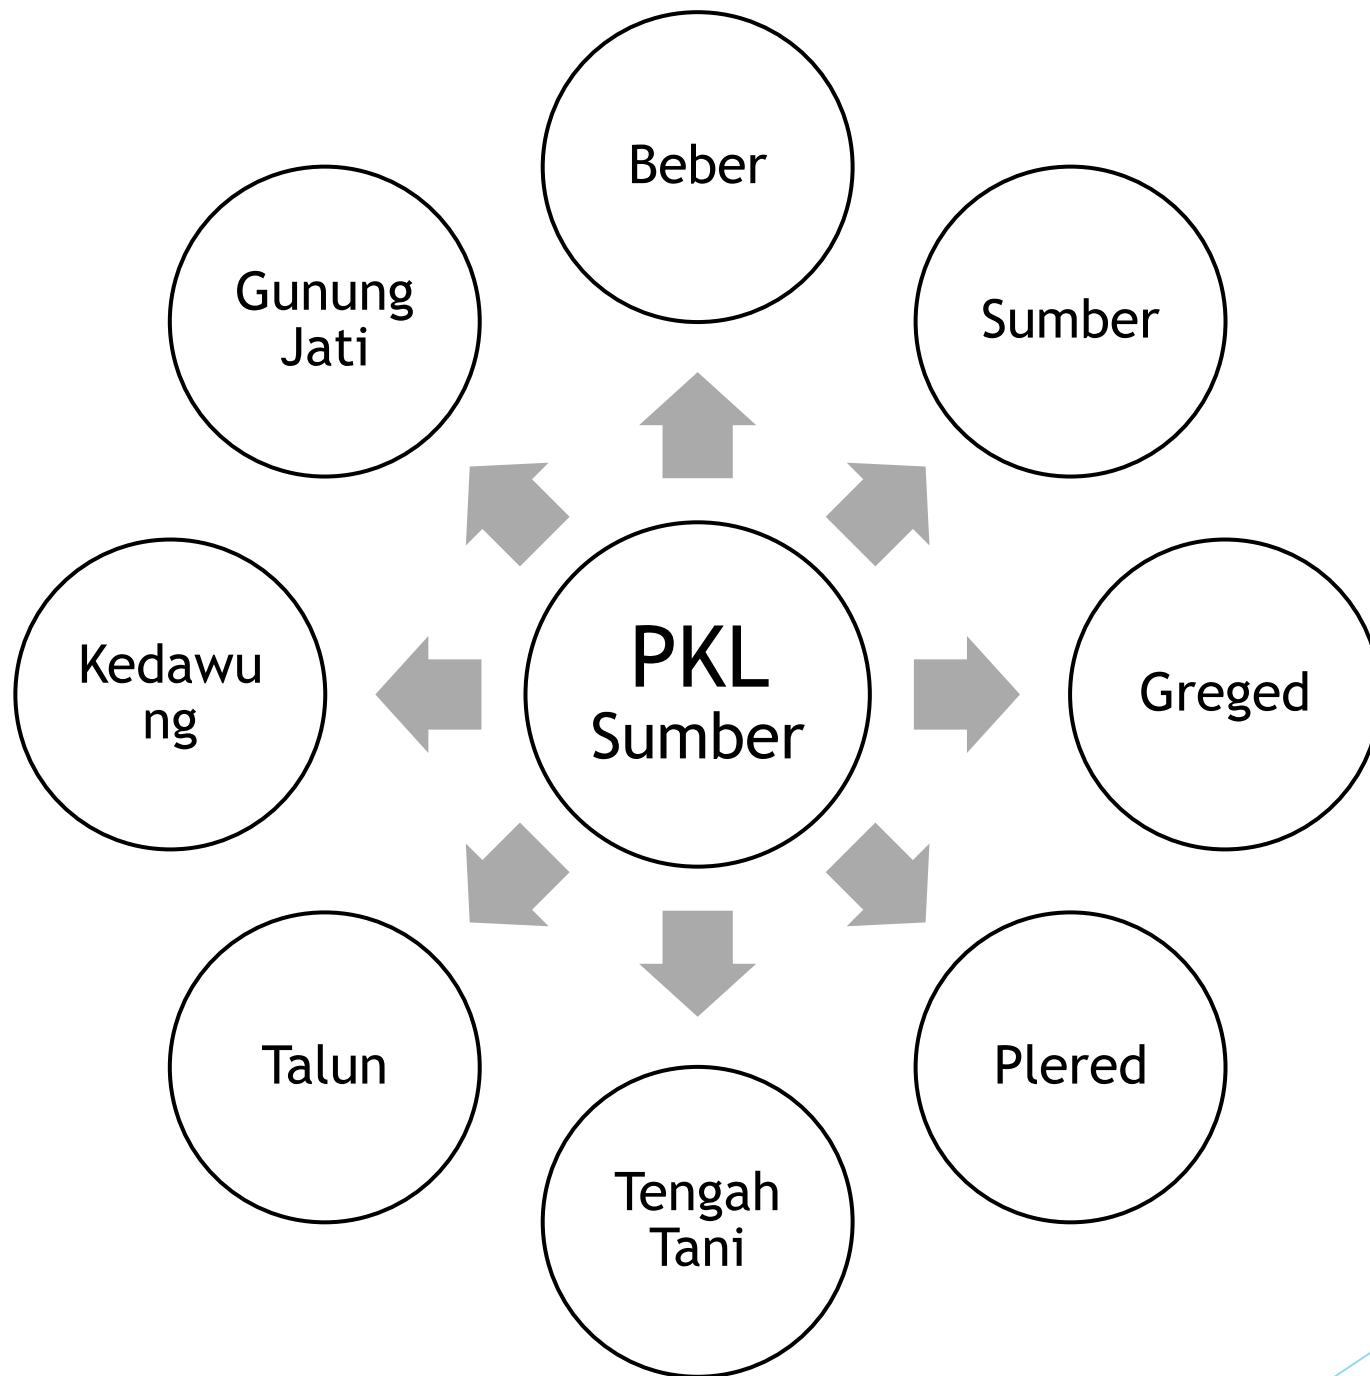 Beber
Sumber
Greged
Plered
Tengah
Tani
Talun
Kedawu
ng
Gunung
Jati
PKL
Sumber